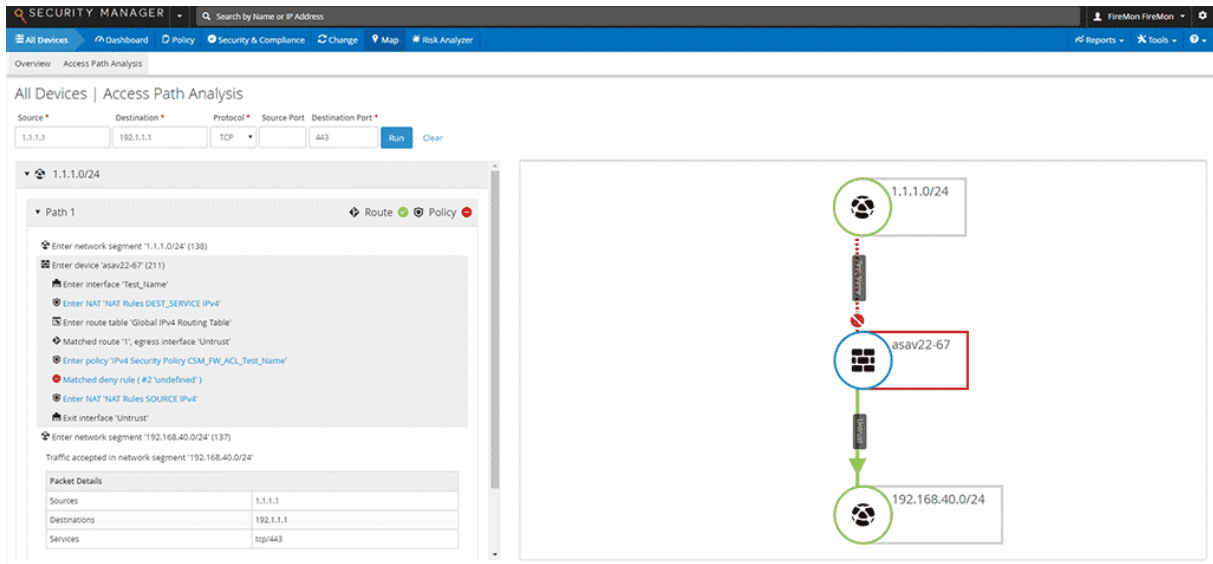 SECURITY MANAGER
Search by Name or IP Address
FireMon FireMon
All Devices
Dashboard
Policy
Security & Compliance
Change
Map
Risk Analyzer
Reports
Tools
Overview
Access Path Analysis
All Devices | Access Path Analysis
Source *
Destination *
Protocol *
Source Port
Destination Port *
1.1.1.1
192.1.1.1
TCP
443
Run
Clear
1.1.1.0/24
Path 1
Route
Policy
Enter network segment '1.1.1.0/24' (138)
Enter device 'asav22-67' (211)
Enter interface 'Test_Name'
Enter NAT 'NAT Rules DEST_SERVICE IPv4'
Enter route table 'Global IPv4 Routing Table'
Matched route '1', egress interface 'Untrust'
Enter policy 'IPv4 Security Policy CSM_FW_ACL_Test_Name'
Matched deny rule ( #2 'undefined' )
Enter NAT 'NAT Rules SOURCE IPv4'
Exit interface 'Untrust'
Enter network segment '192.168.40.0/24' (137)
Traffic accepted in network segment '192.168.40.0/24'
Packet Details
Sources
1.1.1.1
Destinations
192.1.1.1
Services
tcp/443
1.1.1.0/24
Test_Name
asav22-67
Untrust
192.168.40.0/24